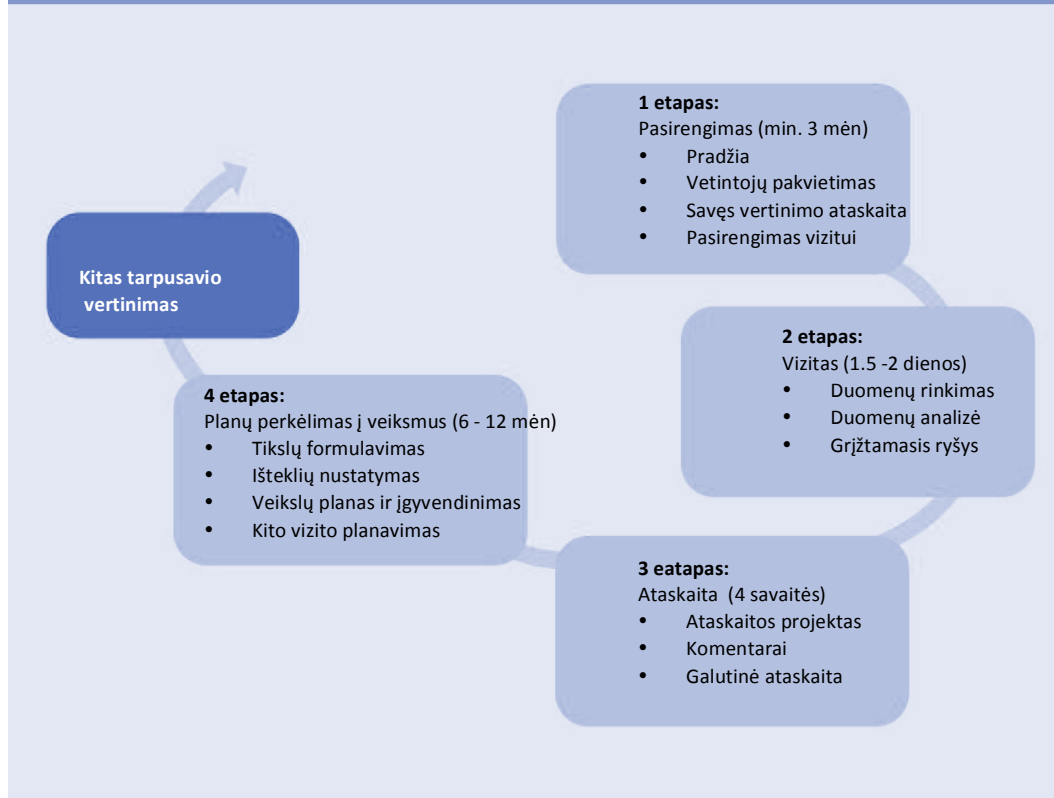 1 etapas:
Pasirengimas (min. 3 mėn)
• Pradžia
• Vetintojų pakvietimas
• Savęs vertinimo ataskaita
• Pasirengimas vizitui
2 etapas:
Vizitas (1.5 -2 dienos)
• Duomenų rinkimas
• Duomenų analizė
• Grįžtamasis ryšys
3 eatapas:
Ataskaita (4 savaitės)
• Ataskaitos projektas
• Komentarai
• Galutinė ataskaita
4 etapas:
Planų perkėlimas į veiksmus (6 - 12 mėn)
• Tikslų formulavimas
• Išteklių nustatymas
• Veikslų planas ir įgyvendinimas
• Kito vizito planavimas
Kitas tarpusavio
vertinimas